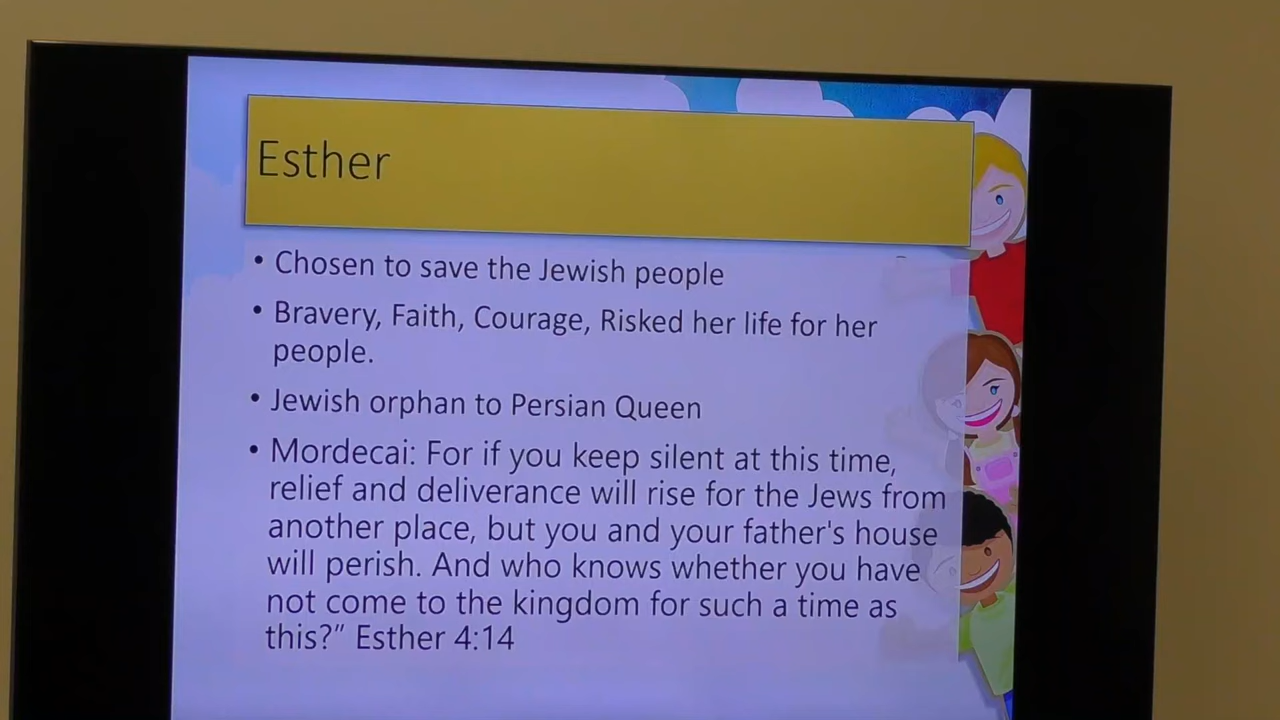 Esther
• Chosen to save the Jewish people
• Bravery, Faith, Courage, Risked her life for her
people.
• Jewish orphan to Persian Queen
• Mordecai: For if you keep silent at this time,
relief and deliverance will rise for the Jews from
another place, but you and your father's house
will perish. And who knows whether you have
not come to the kingdom for such a time as
this?” Esther 4:14